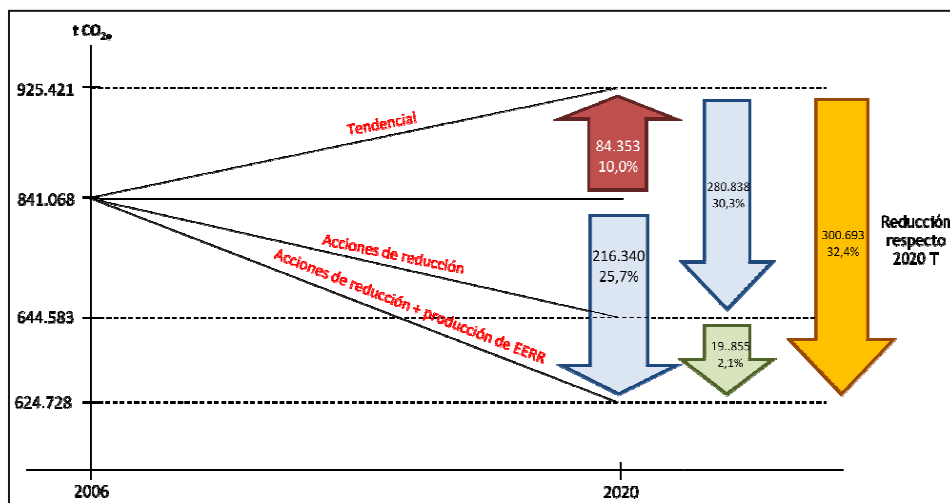 t CO2e
925.421
Tendencial
84.353
10,0%
841.068
280.838
30,3%
300.693
32,4%
Reducción
respecto
2020 T
Acciones de reducción
216.340
25,7%
Acciones de reducción + producción de EERR
644.583
19..855
2,1%
624.728
2006
2020